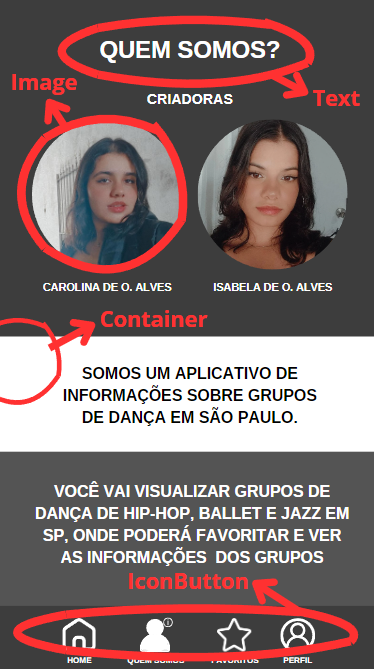 QUEM SOMOS?
Image
Text
CRIADORAS
CAROLINA DE O. ALVES
ISABELA DE O. ALVES
Container
SOMOS UM APLICATIVO DE
INFORMAÇÕES SOBRE GRUPOS
DE DANÇA EM SÃO PAULO.
VOCÊ VAI VISUALIZAR GRUPOS DE
DANÇA DE HIP-HOP, BALLET E JAZZ EM
SP, ONDE PODERÁ FAVORITAR E VER
AS INFORMAÇÕES DOS GRUPOS
IconButton
HOME
QUEM SOMOS
FAVORITOS
PERFIL